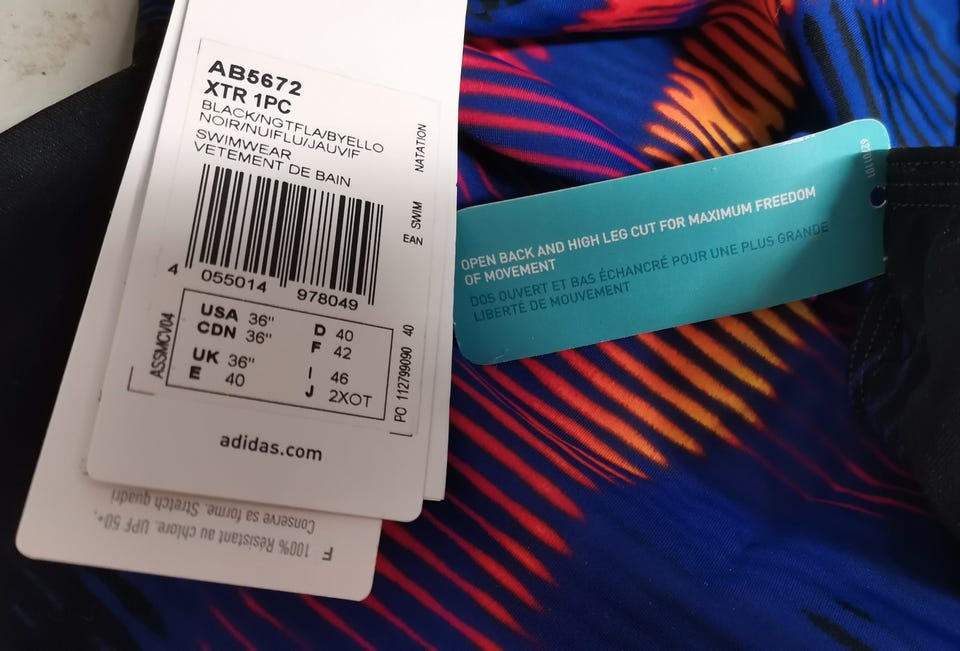 AB5672
XTR 1PC
BLACK/NGTFLA/BYELLO
NOIR/NUIFLU/JAUVIF
SWIMWEAR
VETEMENT DE BAIN
NATATION
SWIM
EAN
4 055014 978049
USA 36"
CDN 36"
UK 36"
E 40
D 40
F 42
I 46
J 2XOT
ASSMCV04
PO 112799090 40
adidas.com
F
100% Résistant au chlore. UPF 50+.
Conserve sa forme. Stretch quadri
OPEN BACK AND HIGH LEG CUT FOR MAXIMUM FREEDOM
OF MOVEMENT
DOS OUVERT ET BAS ÉCHANCRÉ POUR UNE PLUS GRANDE
LIBERTÉ DE MOUVEMENT